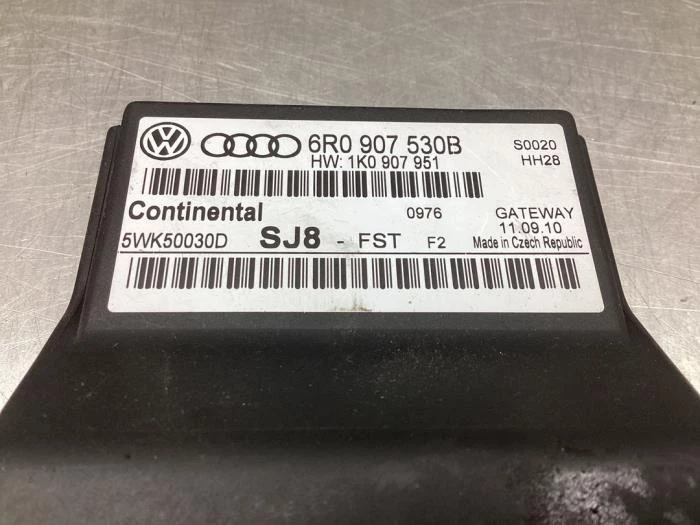 6R0 907 530B S0020
HW: 1K0 907 951 HH28
Continental 0976 GATEWAY
11.09.10
5WK50030D SJ8 - FST F2 Made in Czech Republic